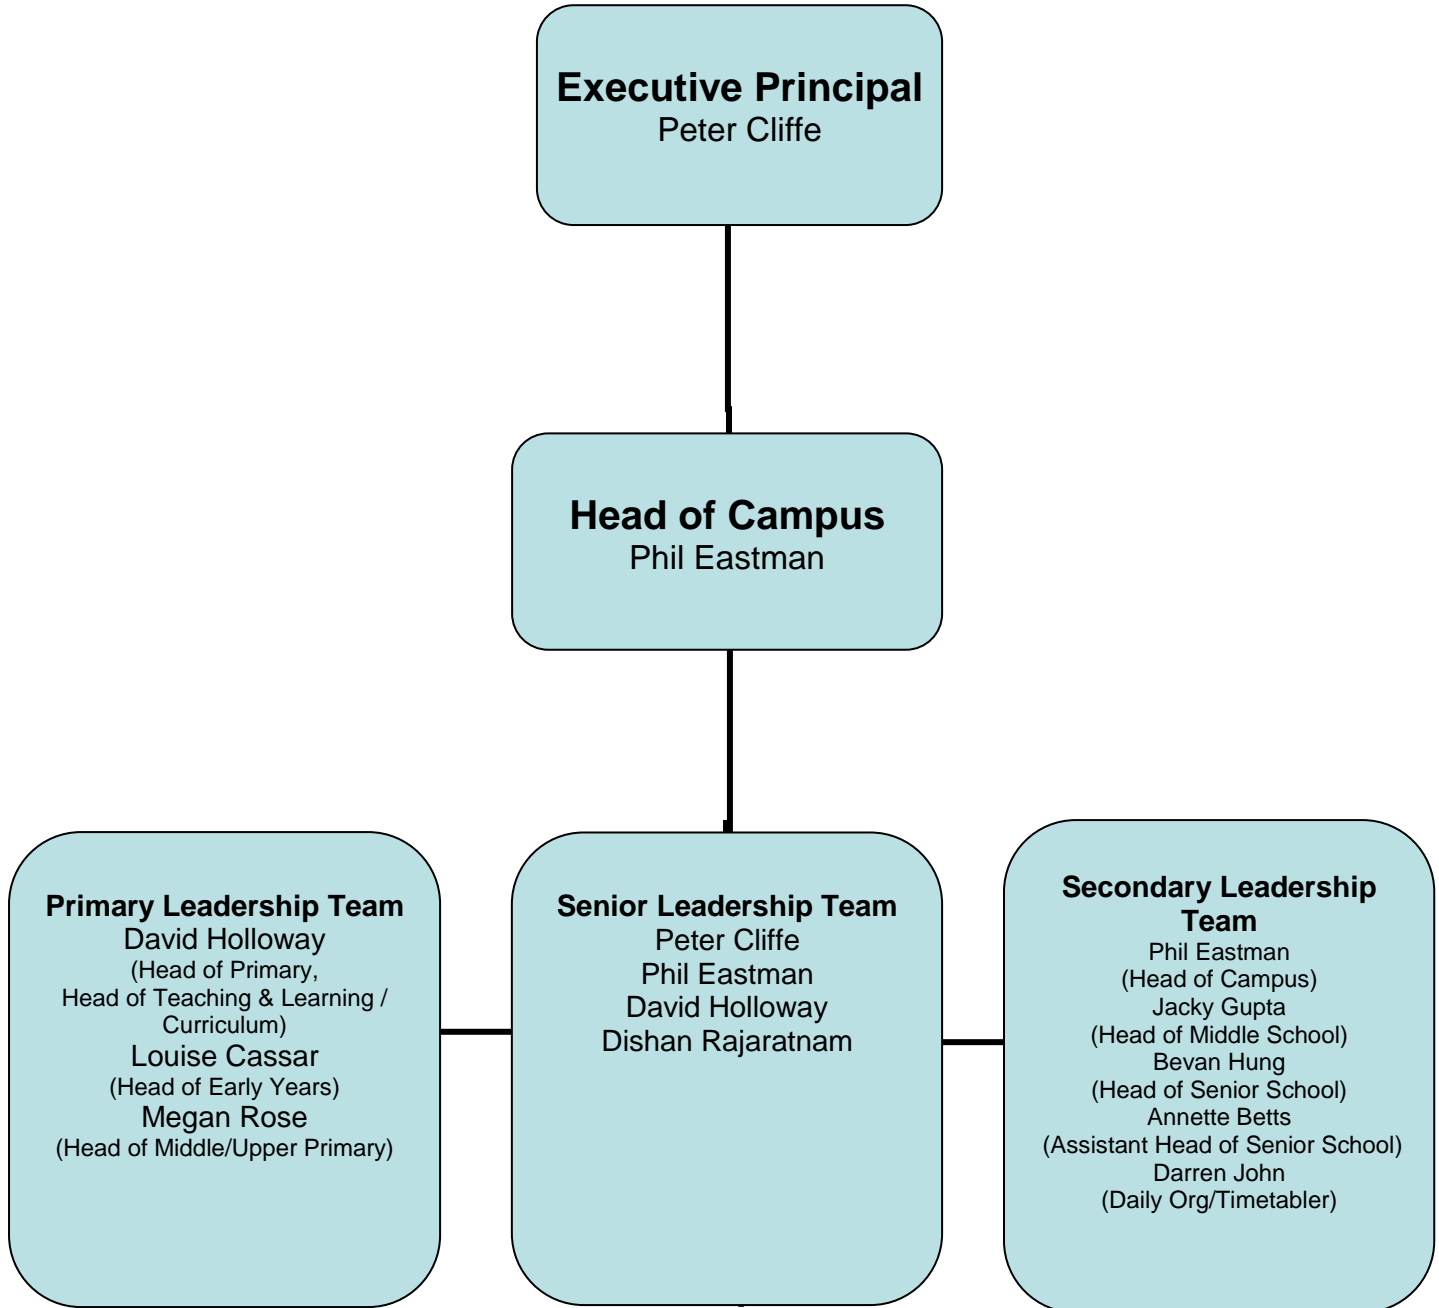 Executive Principal
Peter Cliffe
Head of Campus
Phil Eastman
Primary Leadership Team
David Holloway
(Head of Primary,
Head of Teaching & Learning /
Curriculum)
Louise Cassar
(Head of Early Years)
Megan Rose
(Head of Middle/Upper Primary)
Senior Leadership Team
Peter Cliffe
Phil Eastman
David Holloway
Dishan Rajaratnam
Secondary Leadership
Team
Phil Eastman
(Head of Campus)
Jacky Gupta
(Head of Middle School)
Bevan Hung
(Head of Senior School)
Annette Betts
(Assistant Head of Senior School)
Darren John
(Daily Org/Timetabler)